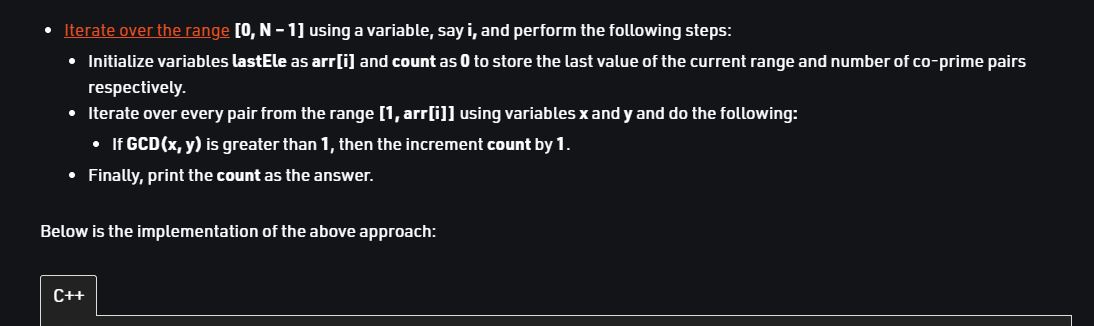 Iterate over the range [0, N – 1] using a variable, say i, and perform the following steps:
Initialize variables lastEle as arr[i] and count as 0 to store the last value of the current range and number of co-prime pairs
respectively.
Iterate over every pair from the range [1, arr[i]] using variables x and y and do the following:
If GCD(x, y) is greater than 1, then the increment count by 1.
Finally, print the count as the answer.
Below is the implementation of the above approach:
C++